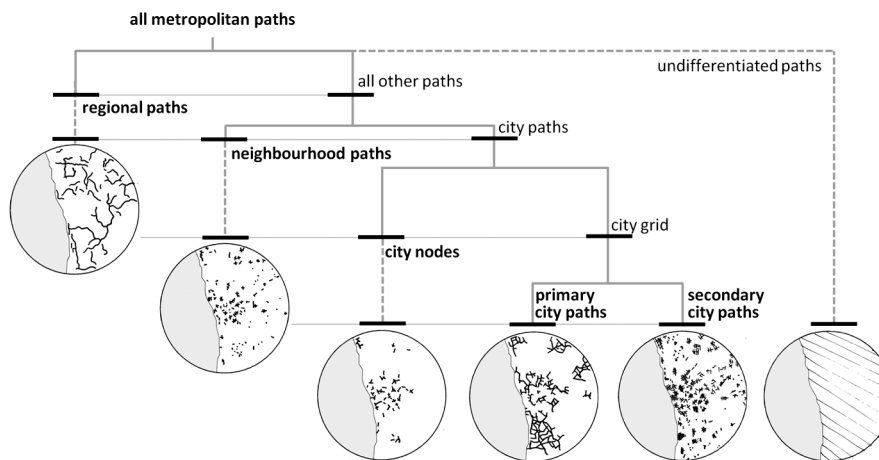 all metropolitan paths
undifferentiated paths
all other paths
regional paths
city paths
neighbourhood paths
city grid
city nodes
primary
city paths
secondary
city paths